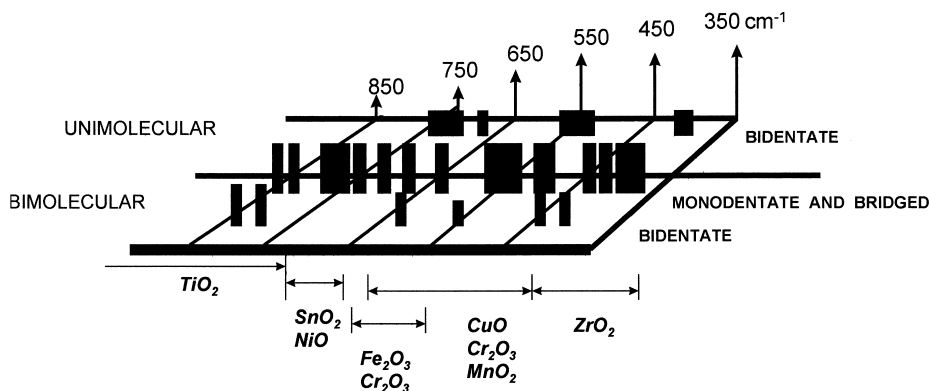 350 cm⁻¹
450
550
650
750
850
UNIMOLECULAR
BIDENTATE
BIMOLECULAR
MONODENTATE AND BRIDGED
BIDENTATE
TiO₂
SnO₂
NiO
Fe₂O₃
Cr₂O₃
CuO
Cr₂O₃
MnO₂
ZrO₂